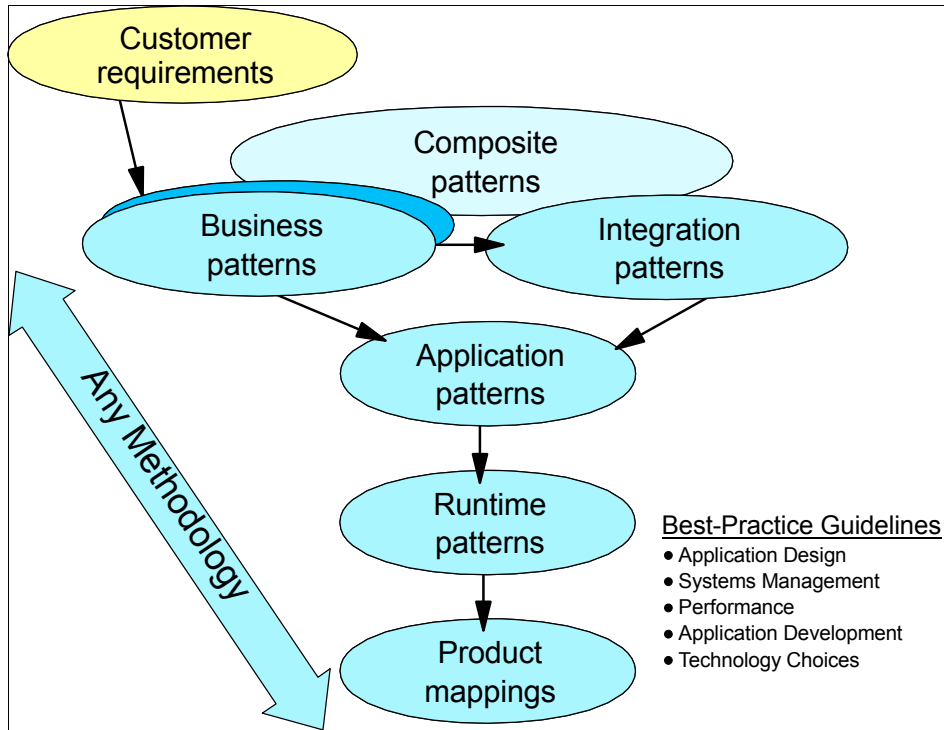 Customer
requirements
Composite
patterns
Business
patterns
Integration
patterns
Application
patterns
Any Methodology
Runtime
patterns
Best-Practice Guidelines
● Application Design
● Systems Management
● Performance
● Application Development
● Technology Choices
Product
mappings